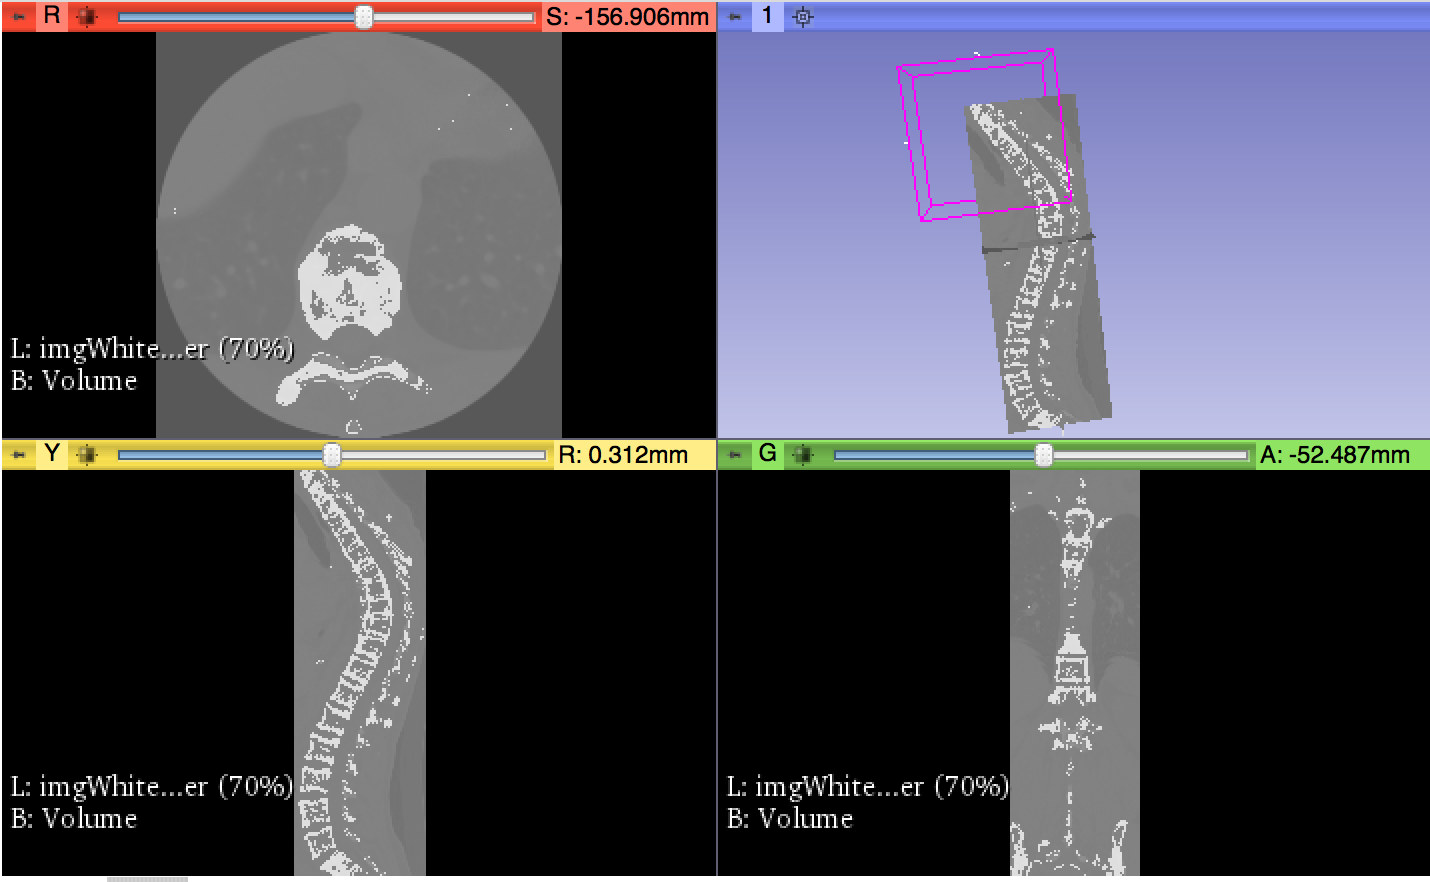 R S: -156.906mm
1
L: imgWhite...er (70%)
B: Volume
Y R: 0.312mm
G A: -52.487mm
L: imgWhite...er (70%)
B: Volume
L: imgWhite...er (70%)
B: Volume